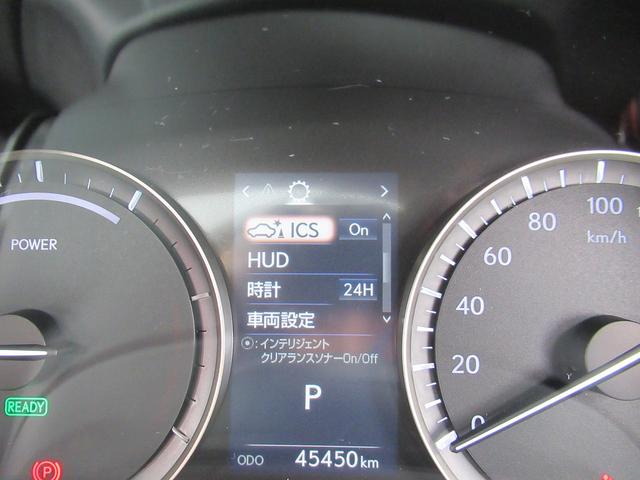 POWER
READY
P
ICS On
HUD
時計 24H
車両設定
:インテリジェント
クリアランスソナーOn/Off
P
ODO 45450km
100
80
km/h
60
40
20
0